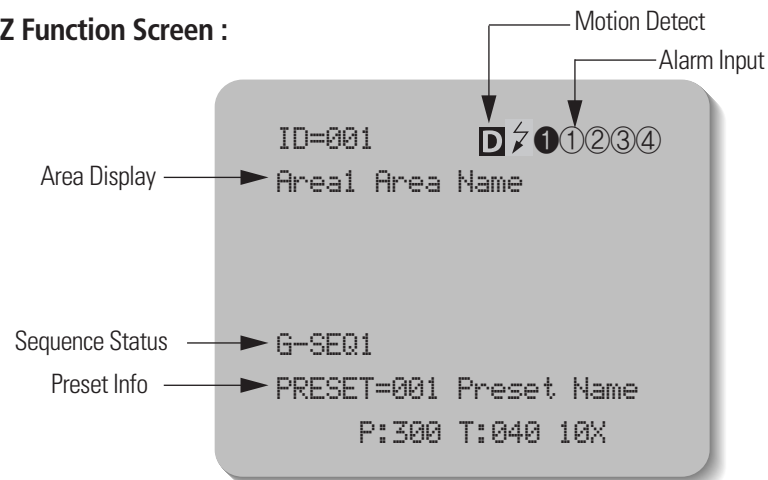 Z Function Screen :
Motion Detect
Alarm Input
ID=001 D ❶①②③④
Area Display
Area1 Area Name
Sequence Status
G-SEQ1
Preset Info
PRESET=001 Preset Name
P:300 T:040 10X